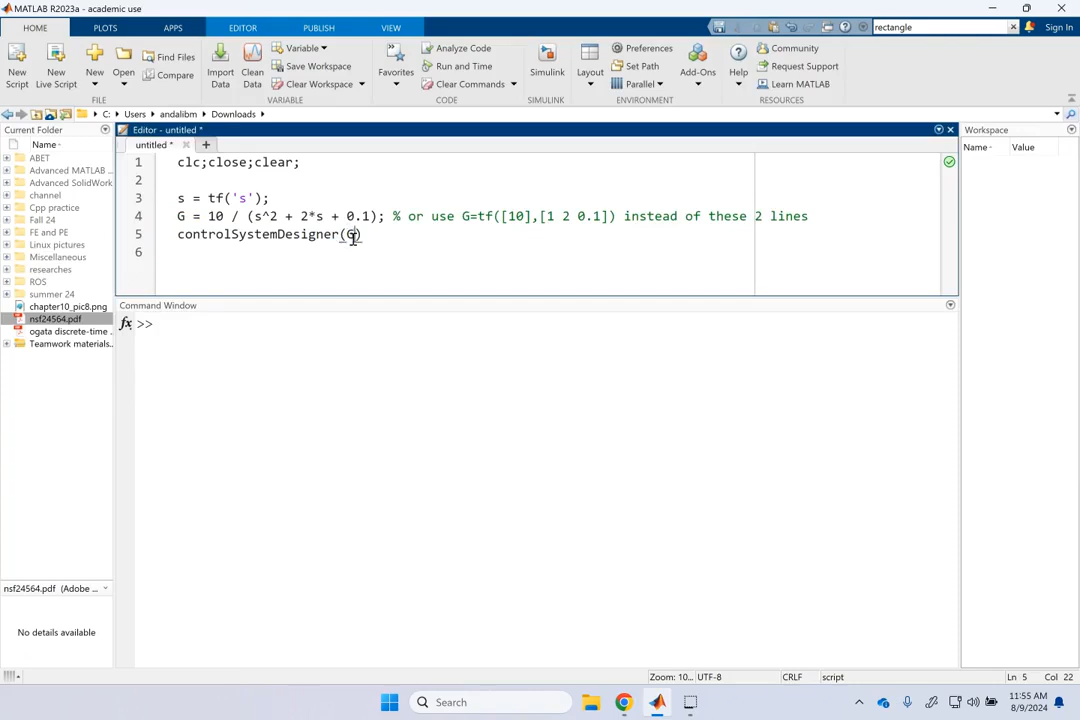 MATLAB R2023a - academic use
HOME PLOTS APPS EDITOR PUBLISH VIEW rectangle Sign In
New Script
New Live Script
New
Open
Find Files
Compare
Import Data
Clean Data
Variable
Save Workspace
Clear Workspace
Favorites
Analyze Code
Run and Time
Clear Commands
Simulink
Layout
Preferences
Set Path
Parallel
Add-Ons
Help
Community
Request Support
Learn MATLAB
FILE VARIABLE CODE SIMULINK ENVIRONMENT RESOURCES
C: Users andalibm Downloads
Current Folder
Name
ABET
Advanced MATLAB ...
Advanced SolidWork
channel
Cpp practice
Fall 24
FE and PE
Linux pictures
Miscellaneous
researches
ROS
summer 24
chapter10_pic8.png
nsf24564.pdf
ogata discrete-time ...
Teamwork materials...
nsf24564.pdf (Adobe ...
No details available
Editor - untitled *
untitled *
1 clc;close;clear;
2
3 s = tf('s');
4 G = 10 / (s^2 + 2*s + 0.1); % or use G=tf([10],[1 2 0.1]) instead of these 2 lines
5 controlSystemDesigner(G)
6
Command Window
fx >>
Workspace
Name Value
Zoom: 10... UTF-8 CRLF script Ln 5 Col 22
Search
11:55 AM
8/9/2024